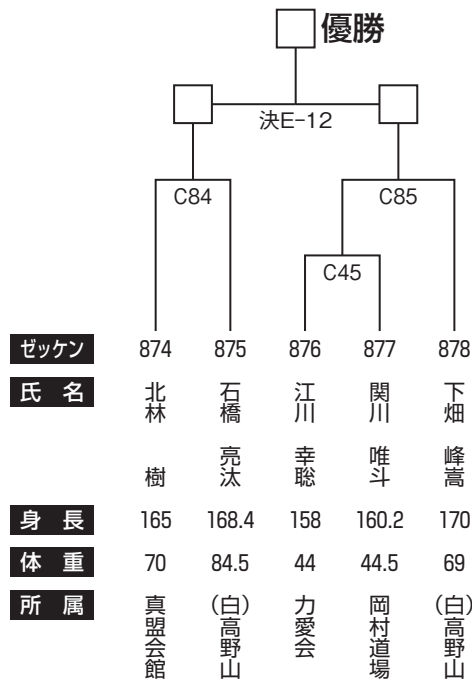 優勝
決E-12
C84 C85
C45
ゼッケン 874 875 876 877 878
氏名 北林 樹 石橋 亮汰 江川 幸聡 関川 唯斗 下畑 峰嵩
身長 165 168.4 158 160.2 170
体重 70 84.5 44 44.5 69
所属 真盟会館 (白)高野山 力愛会 岡村道場 (白)高野山